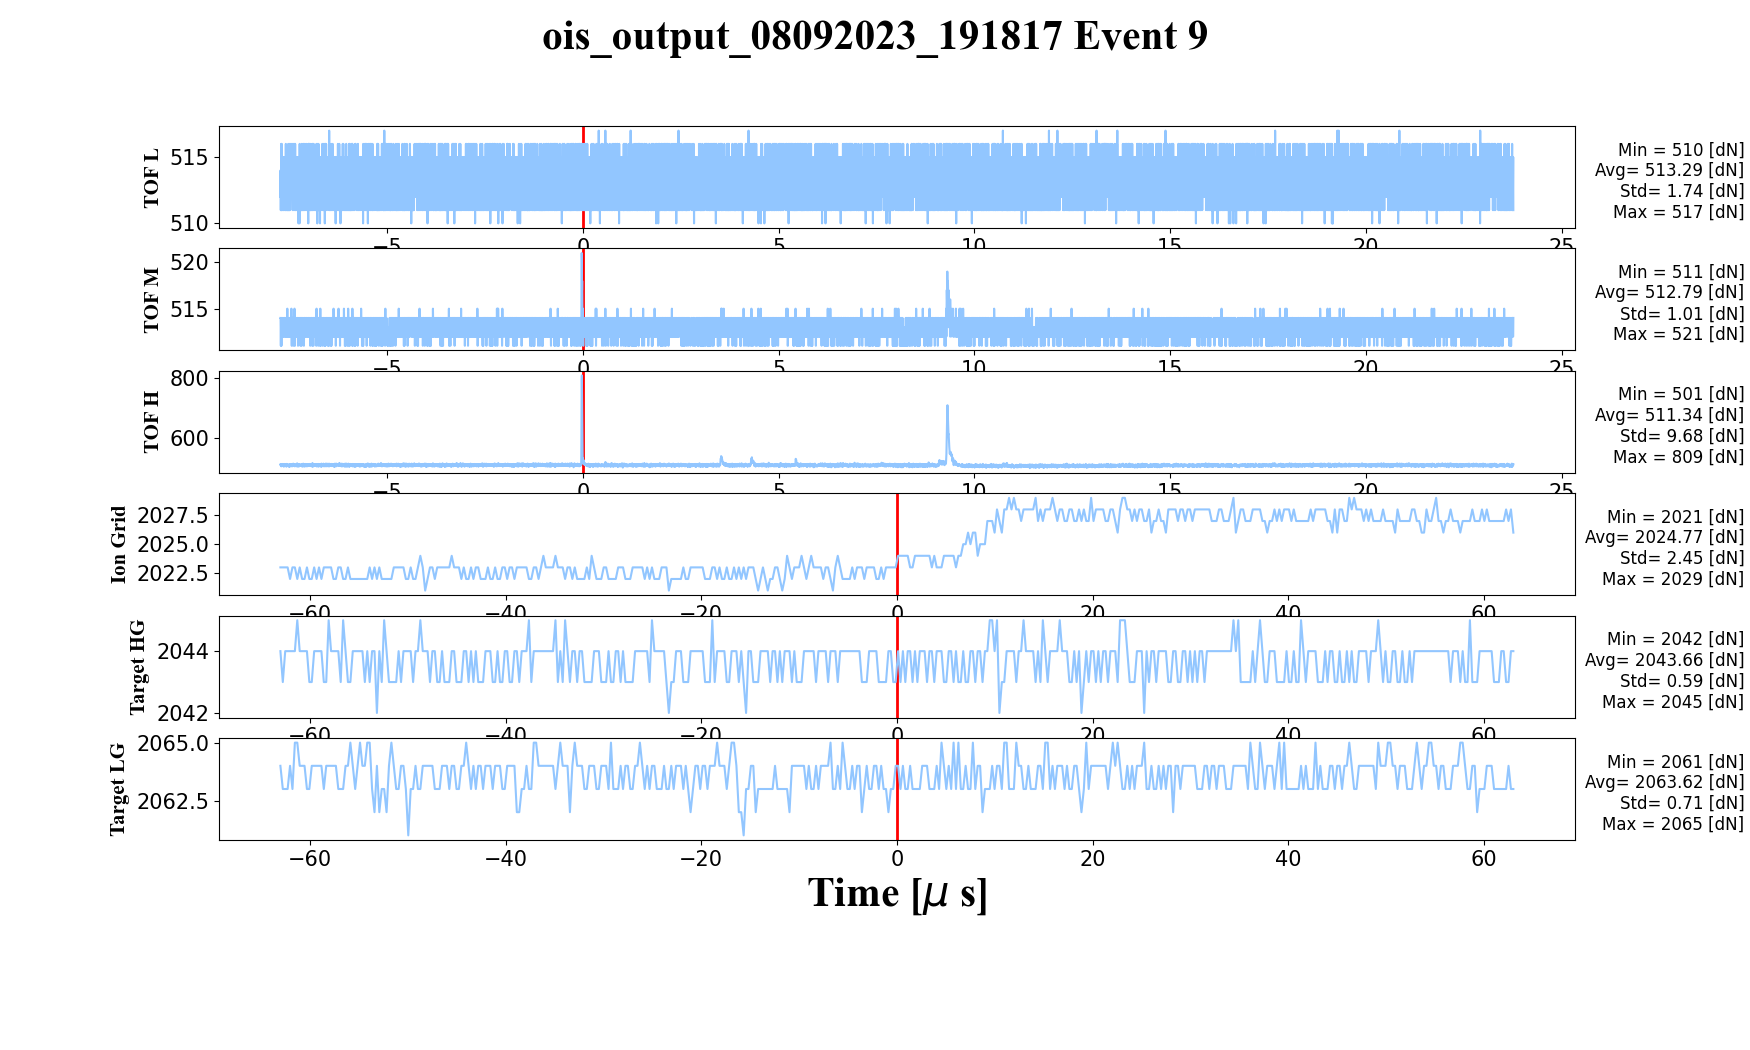 ois_output_08092023_191817 Event 9
TOF L
515
510
−5 0 5 10 15 20 25
Min = 510 [dN]
Avg= 513.29 [dN]
Std= 1.74 [dN]
Max = 517 [dN]
TOF M
520
515
−5 0 5 10 15 20 25
Min = 511 [dN]
Avg= 512.79 [dN]
Std= 1.01 [dN]
Max = 521 [dN]
TOF H
800
600
−5 0 5 10 15 20 25
Min = 501 [dN]
Avg= 511.34 [dN]
Std= 9.68 [dN]
Max = 809 [dN]
Ion Grid
2027.5
2025.0
2022.5
−60 −40 −20 0 20 40 60
Min = 2021 [dN]
Avg= 2024.77 [dN]
Std= 2.45 [dN]
Max = 2029 [dN]
Target HG
2044
2042
−60 −40 −20 0 20 40 60
Min = 2042 [dN]
Avg= 2043.66 [dN]
Std= 0.59 [dN]
Max = 2045 [dN]
Target LG
2065.0
2062.5
−60 −40 −20 0 20 40 60
Min = 2061 [dN]
Avg= 2063.62 [dN]
Std= 0.71 [dN]
Max = 2065 [dN]
Time [μ s]